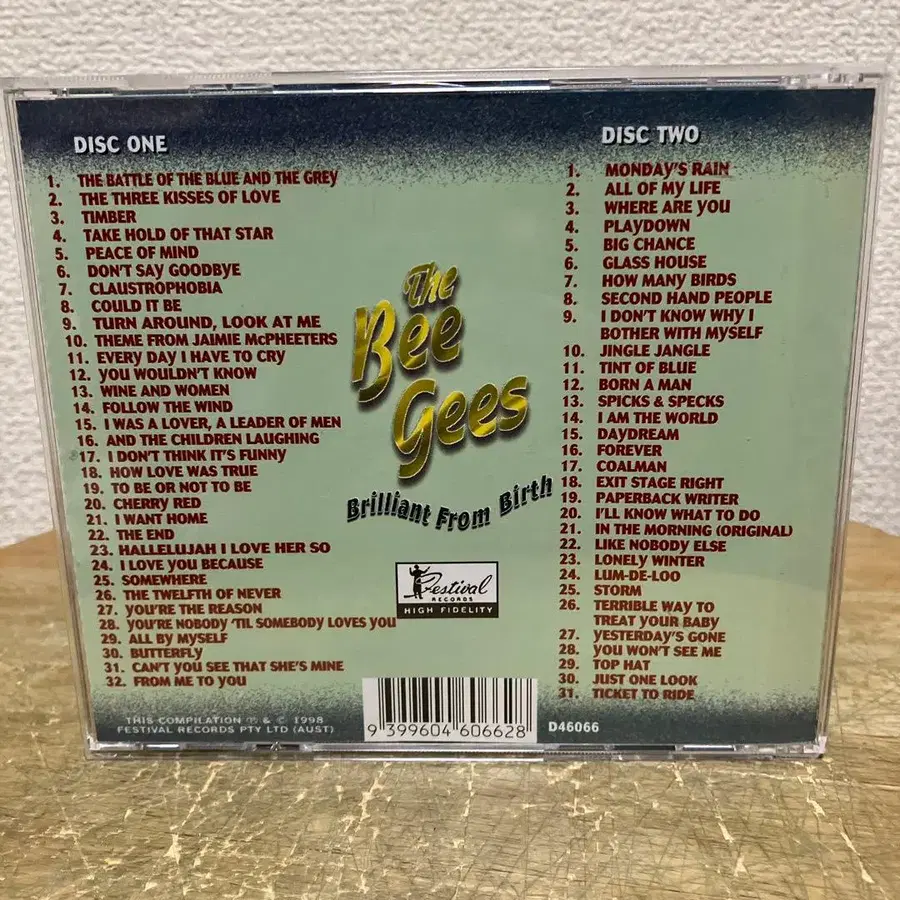 DISC ONE
1. THE BATTLE OF THE BLUE AND THE GREY
2. THE THREE KISSES OF LOVE
3. TIMBER
4. TAKE HOLD OF THAT STAR
5. PEACE OF MIND
6. DON'T SAY GOODBYE
7. CLAUSTROPHOBIA
8. COULD IT BE
9. TURN AROUND, LOOK AT ME
10. THEME FROM JAIMIE McPHEETERS
11. EVERY DAY I HAVE TO CRY
12. YOU WOULDN'T KNOW
13. WINE AND WOMEN
14. FOLLOW THE WIND
15. I WAS A LOVER, A LEADER OF MEN
16. AND THE CHILDREN LAUGHING
17. I DON'T THINK IT'S FUNNY
18. HOW LOVE WAS TRUE
19. TO BE OR NOT TO BE
20. CHERRY RED
21. I WANT HOME
22. THE END
23. HALLELUJAH I LOVE HER SO
24. I LOVE YOU BECAUSE
25. SOMEWHERE
26. THE TWELFTH OF NEVER
27. YOU'RE THE REASON
28. YOU'RE NOBODY 'TIL SOMEBODY LOVES YOU
29. ALL BY MYSELF
30. BUTTERFLY
31. CAN'T YOU SEE THAT SHE'S MINE
32. FROM ME TO YOU
THIS COMPILATION ℗ & © 1998
FESTIVAL RECORDS PTY LTD (AUST)
The
Bee
Gees
Brilliant From Birth
Festival
RECORDS
HIGH FIDELITY
9 399604 606628
DISC TWO
1. MONDAY'S RAIN
2. ALL OF MY LIFE
3. WHERE ARE YOU
4. PLAYDOWN
5. BIG CHANCE
6. GLASS HOUSE
7. HOW MANY BIRDS
8. SECOND HAND PEOPLE
9. I DON'T KNOW WHY I
BOTHER WITH MYSELF
10. JINGLE JANGLE
11. TINT OF BLUE
12. BORN A MAN
13. SPICKS & SPECKS
14. I AM THE WORLD
15. DAYDREAM
16. FOREVER
17. COALMAN
18. EXIT STAGE RIGHT
19. PAPERBACK WRITER
20. I'LL KNOW WHAT TO DO
21. IN THE MORNING (ORIGINAL)
22. LIKE NOBODY ELSE
23. LONELY WINTER
24. LUM-DE-LOO
25. STORM
26. TERRIBLE WAY TO
TREAT YOUR BABY
27. YESTERDAY'S GONE
28. YOU WON'T SEE ME
29. TOP HAT
30. JUST ONE LOOK
31. TICKET TO RIDE
D46066